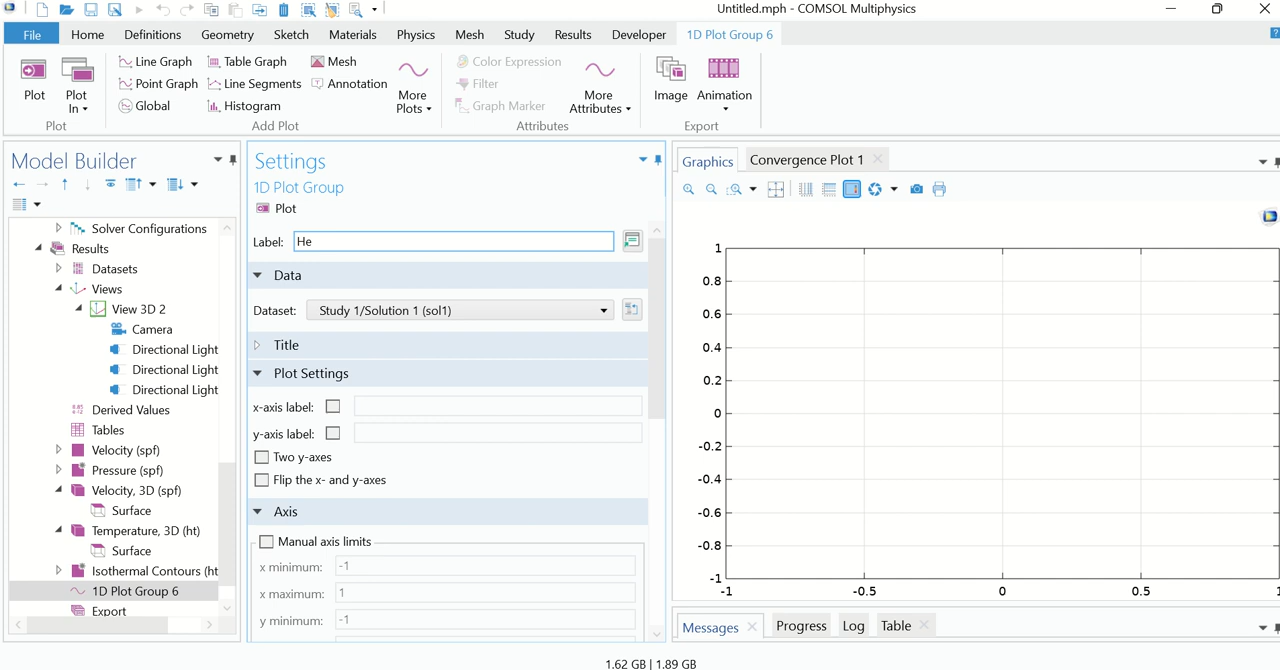 Untitled.mph - COMSOL Multiphysics
File Home Definitions Geometry Sketch Materials Physics Mesh Study Results Developer 1D Plot Group 6
Plot
Plot In
Plot
Line Graph
Point Graph
Global
Table Graph
Line Segments
Histogram
Mesh
Annotation
More Plots
Add Plot
Color Expression
Filter
Graph Marker
More Attributes
Attributes
Image
Animation
Export
Model Builder
Solver Configurations
Results
Datasets
Views
View 3D 2
Camera
Directional Light
Directional Light
Directional Light
Derived Values
Tables
Velocity (spf)
Pressure (spf)
Velocity, 3D (spf)
Surface
Temperature, 3D (ht)
Surface
Isothermal Contours (ht
1D Plot Group 6
Export
Settings
1D Plot Group
Plot
Label: He
Data
Dataset: Study 1/Solution 1 (sol1)
Title
Plot Settings
x-axis label:
y-axis label:
Two y-axes
Flip the x- and y-axes
Axis
Manual axis limits
x minimum: -1
x maximum: 1
y minimum: -1
Graphics Convergence Plot 1
1
0.8
0.6
0.4
0.2
0
-0.2
-0.4
-0.6
-0.8
-1
-1 -0.5 0 0.5 1
Messages Progress Log Table
1.62 GB | 1.89 GB